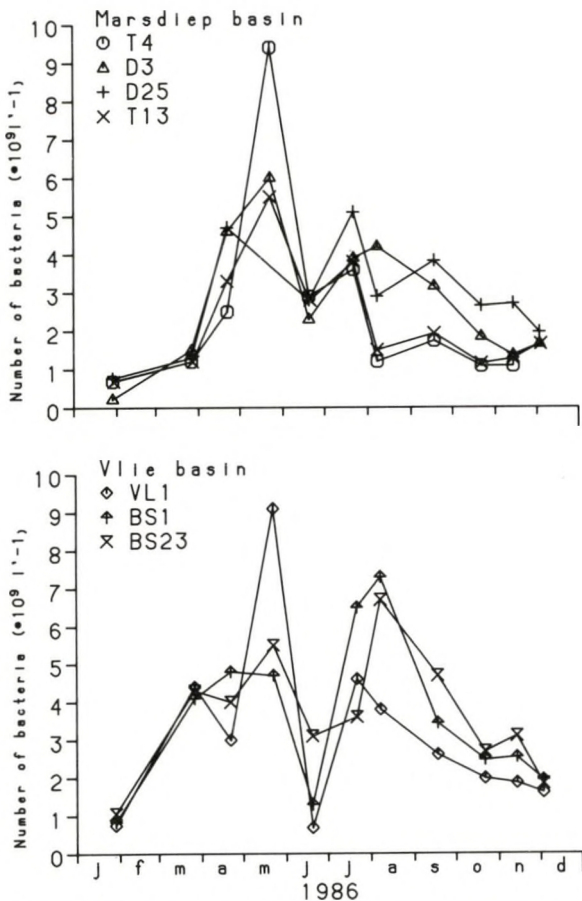 Marsdiep basin
T4
D3
D25
T13
Number of bacteria (*10⁹l'-1,
10
9
8
7
6
5
4
3
2
1
0
Vlie basin
VL1
BS1
BS23
Number of bacteria (*10⁹ l'-1,
10
9
8
7
6
5
4
3
2
1
0
j f m a m j j a s o n d
1986